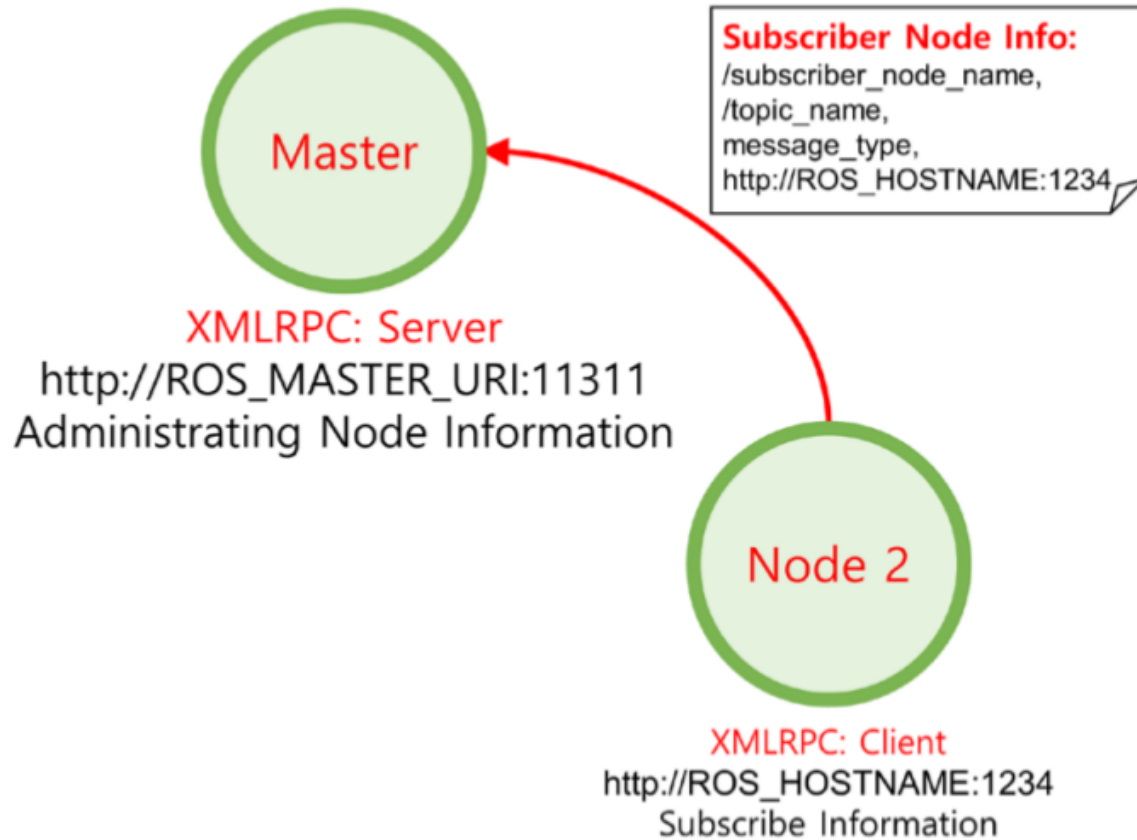 Subscriber Node Info:
/subscriber_node_name,
/topic_name,
message_type,
http://ROS_HOSTNAME:1234
Master
XMLRPC: Server
http://ROS_MASTER_URI:11311
Administrating Node Information
Node 2
XMLRPC: Client
http://ROS_HOSTNAME:1234
Subscribe Information